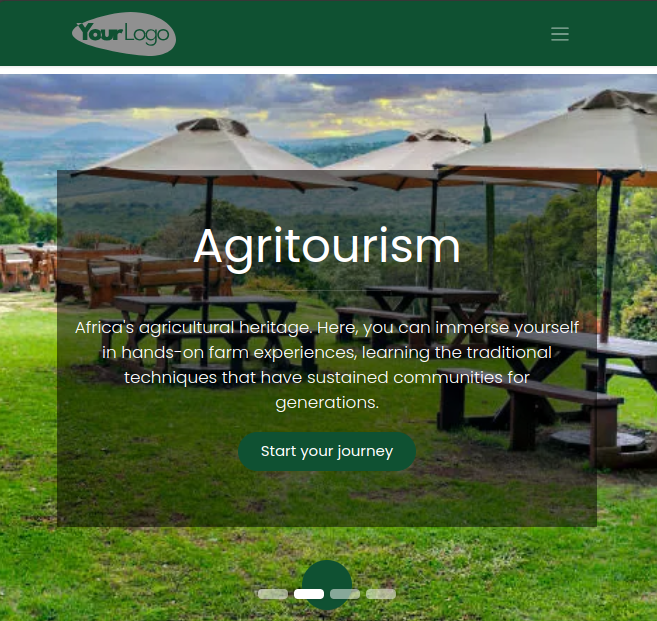 YourLogo
Agritourism
Africa's agricultural heritage. Here, you can immerse yourself
in hands-on farm experiences, learning the traditional
techniques that have sustained communities for
generations.
Start your journey